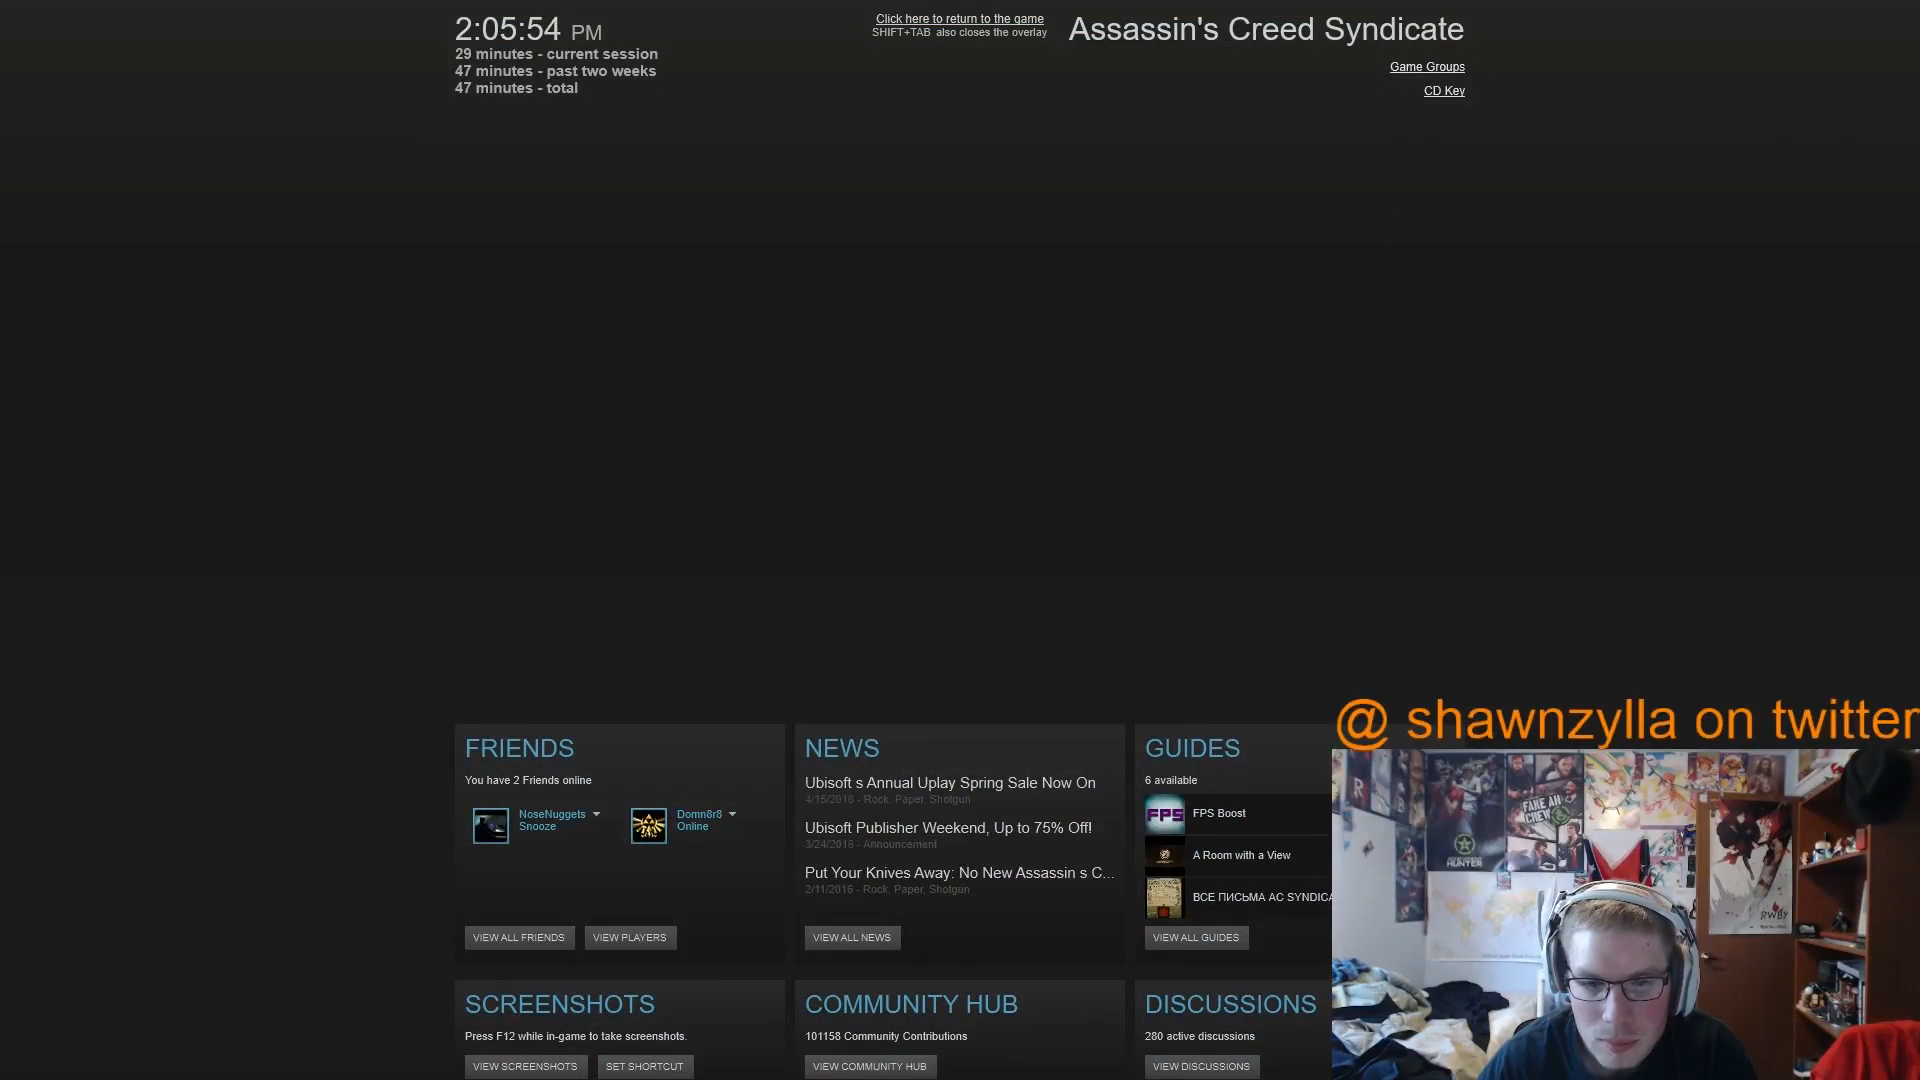 2:05:54 PM
29 minutes - current session
47 minutes - past two weeks
47 minutes - total
Click here to return to the game
SHIFT+TAB also closes the overlay
Assassin's Creed Syndicate
Game Groups
CD Key
@ shawnzylla on twitter
FRIENDS
You have 2 Friends online
NoseNuggets
Snooze
Domn8r8
Online
VIEW ALL FRIENDS
VIEW PLAYERS
NEWS
Ubisoft s Annual Uplay Spring Sale Now On
4/15/2016 - Rock, Paper, Shotgun
Ubisoft Publisher Weekend, Up to 75% Off!
3/24/2016 - Announcement
Put Your Knives Away: No New Assassin s C...
2/11/2016 - Rock, Paper, Shotgun
VIEW ALL NEWS
GUIDES
6 available
FPS
FPS Boost
A Room with a View
ВСЕ ПИСЬМА AC SYNDICA
VIEW ALL GUIDES
SCREENSHOTS
Press F12 while in-game to take screenshots.
VIEW SCREENSHOTS
SET SHORTCUT
COMMUNITY HUB
101158 Community Contributions
VIEW COMMUNITY HUB
DISCUSSIONS
280 active discussions
VIEW DISCUSSIONS
FAKE AH
CREW
ACHIEVEMENT
HUNTER
RWBY